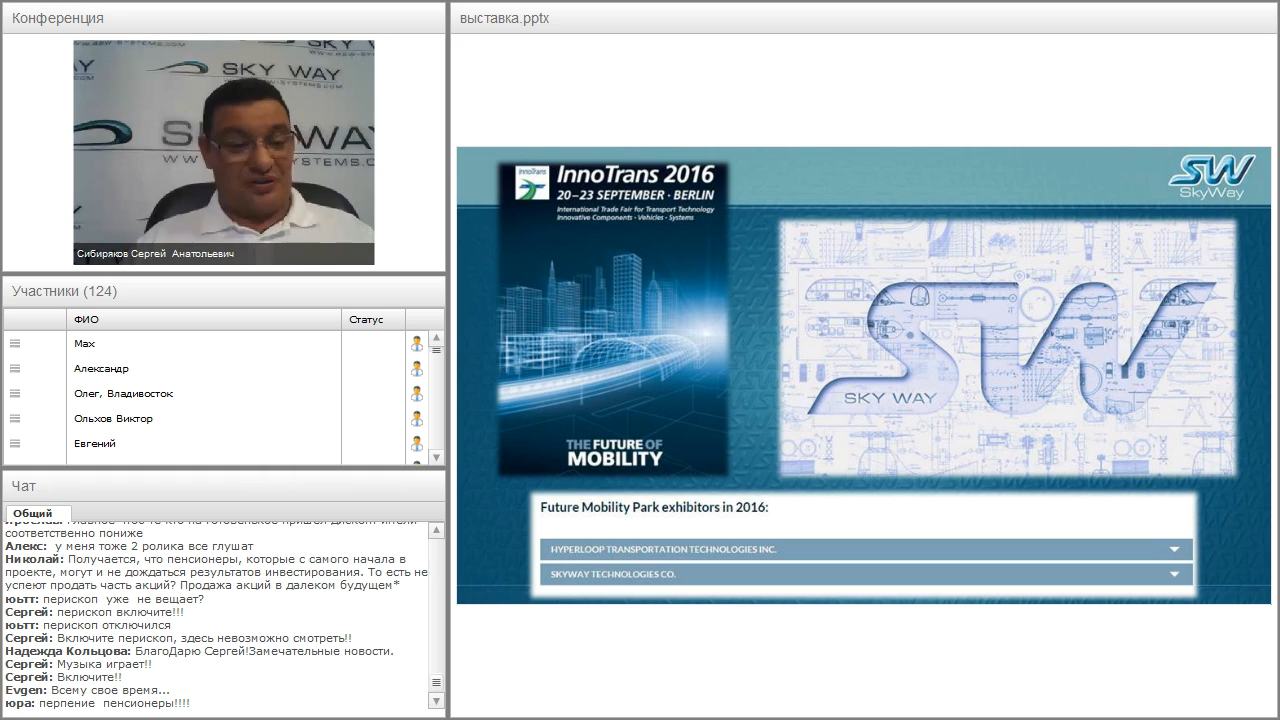 Конференция
SKY WAY
SKY WAY
Сибиряков Сергей Анатольевич
Участники (124)
ФИО
Статус
Max
Александр
Олег, Владивосток
Ольхов Виктор
Евгений
Чат
Общий
соответственно пониже
Алекс: у меня тоже 2 ролика все глушат
Николай: Получается, что пенсионеры, которые с самого начала в
проекте, могут и не дождаться результатов инвестирования. То есть не
успеют продать часть акций? Продажа акций в далеком будущем*
юьтт: перископ уже не вещает?
Сергей: перископ включите!!!
юьтт: перископ отключился
Сергей: Включите перископ, здесь невозможно смотреть!!
Надежда Кольцова: БлагоДарю Сергей!Замечательные новости.
Сергей: Музыка играет!!
Сергей: Включите!!
Evgen: Всему свое время...
юра: перпение пенсионеры!!!!
выставка.pptx
InnoTrans
InnoTrans 2016
20–23 SEPTEMBER · BERLIN
International Trade Fair for Transport Technology
Innovative Components · Vehicles · Systems
THE FUTURE OF
MOBILITY
SW
SkyWay
SW
SKY WAY
Future Mobility Park exhibitors in 2016:
HYPERLOOP TRANSPORTATION TECHNOLOGIES INC.
SKYWAY TECHNOLOGIES CO.